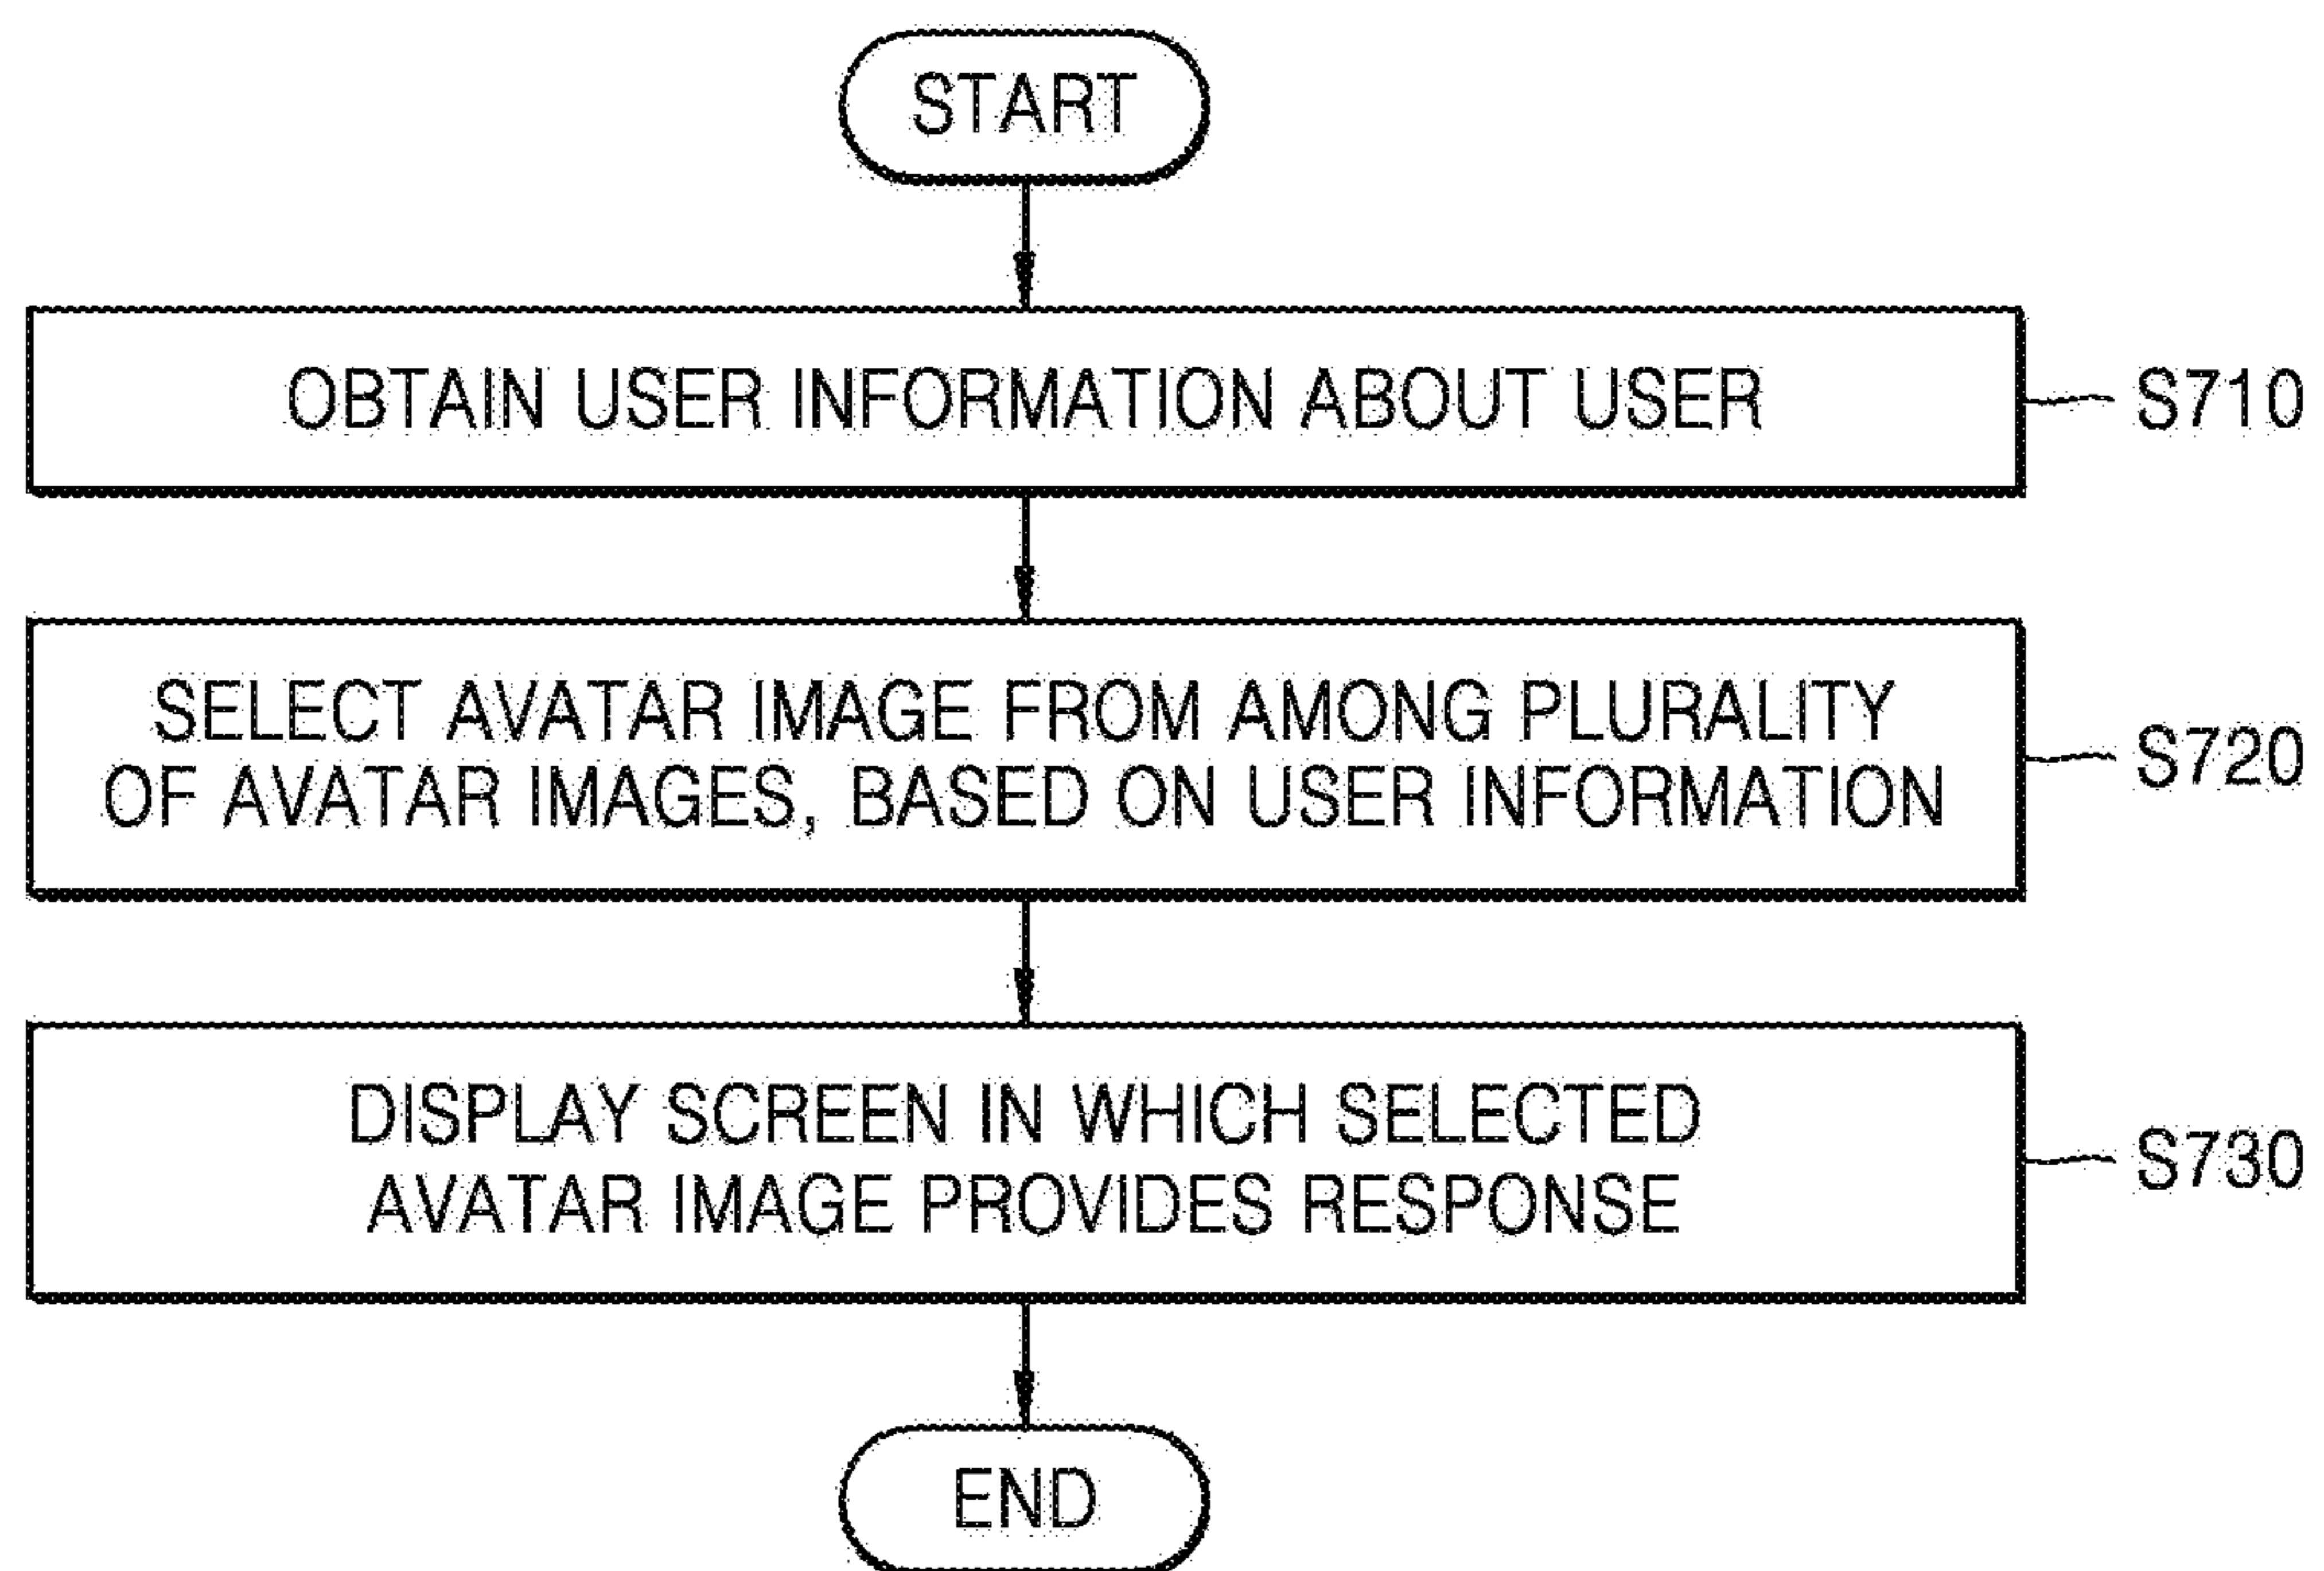 START
OBTAIN USER INFORMATION ABOUT USER
S710
SELECT AVATAR IMAGE FROM AMONG PLURALITY
OF AVATAR IMAGES, BASED ON USER INFORMATION
S720
DISPLAY SCREEN IN WHICH SELECTED
AVATAR IMAGE PROVIDES RESPONSE
S730
END